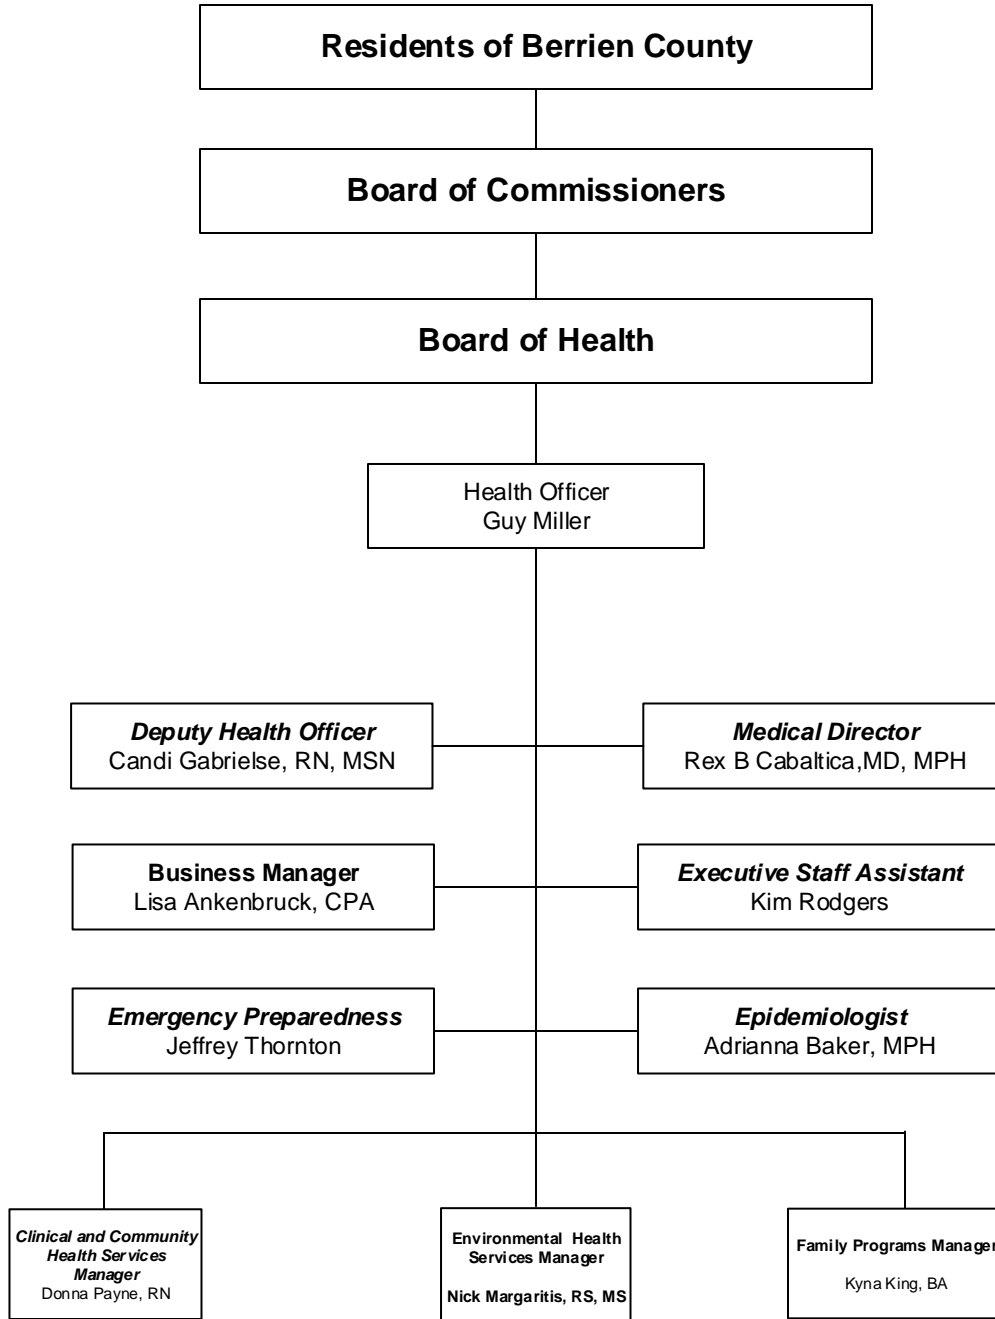 Residents of Berrien County
Board of Commissioners
Board of Health
Health Officer
Guy Miller
Deputy Health Officer
Candi Gabrielse, RN, MSN
Medical Director
Rex B Cabaltica,MD, MPH
Business Manager
Lisa Ankenbruck, CPA
Executive Staff Assistant
Kim Rodgers
Emergency Preparedness
Jeffrey Thornton
Epidemiologist
Adrianna Baker, MPH
Clinical and Community
Health Services
Manager
Donna Payne, RN
Environmental Health
Services Manager
Nick Margaritis, RS, MS
Family Programs Manager
Kyna King, BA